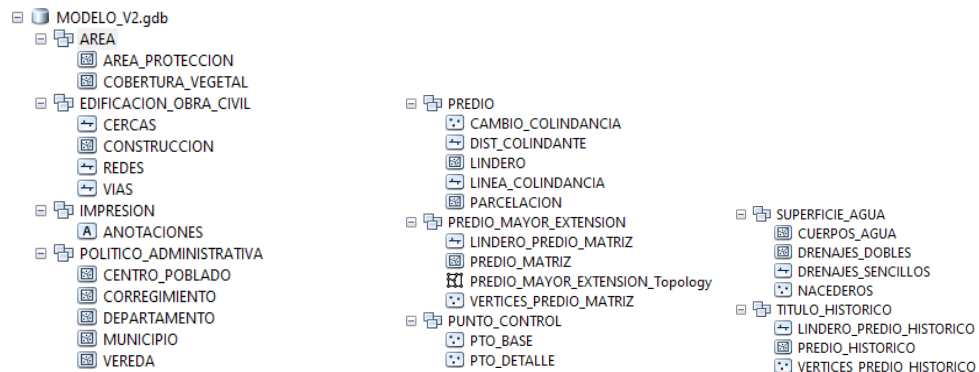 MODELO_V2.gdb
AREA
AREA_PROTECCION
COBERTURA_VEGETAL
EDIFICACION_OBRA_CIVIL
CERCAS
CONSTRUCCION
REDES
VIAS
IMPRESION
A ANOTACIONES
POLITICO_ADMINISTRATIVA
CENTRO_POBLADO
CORREGIMIENTO
DEPARTAMENTO
MUNICIPIO
VEREDA
PREDIO
CAMBIO_COLINDANCIA
DIST_COLINDANTE
LINDERO
LINEA_COLINDANCIA
PARCELACION
PREDIO_MAYOR_EXTENSION
LINDERO_PREDIO_MATRIZ
PREDIO_MATRIZ
PREDIO_MAYOR_EXTENSION_Topology
VERTICES_PREDIO_MATRIZ
PUNTO_CONTROL
PTO_BASE
PTO_DETALLE
SUPERFICIE_AGUA
CUERPOS_AGUA
DRENAJES_DOBLES
DRENAJES_SENCILLOS
NACEDEROS
TITULO_HISTORICO
LINDERO_PREDIO_HISTORICO
PREDIO_HISTORICO
VERTICES_PREDIO_HISTORICO